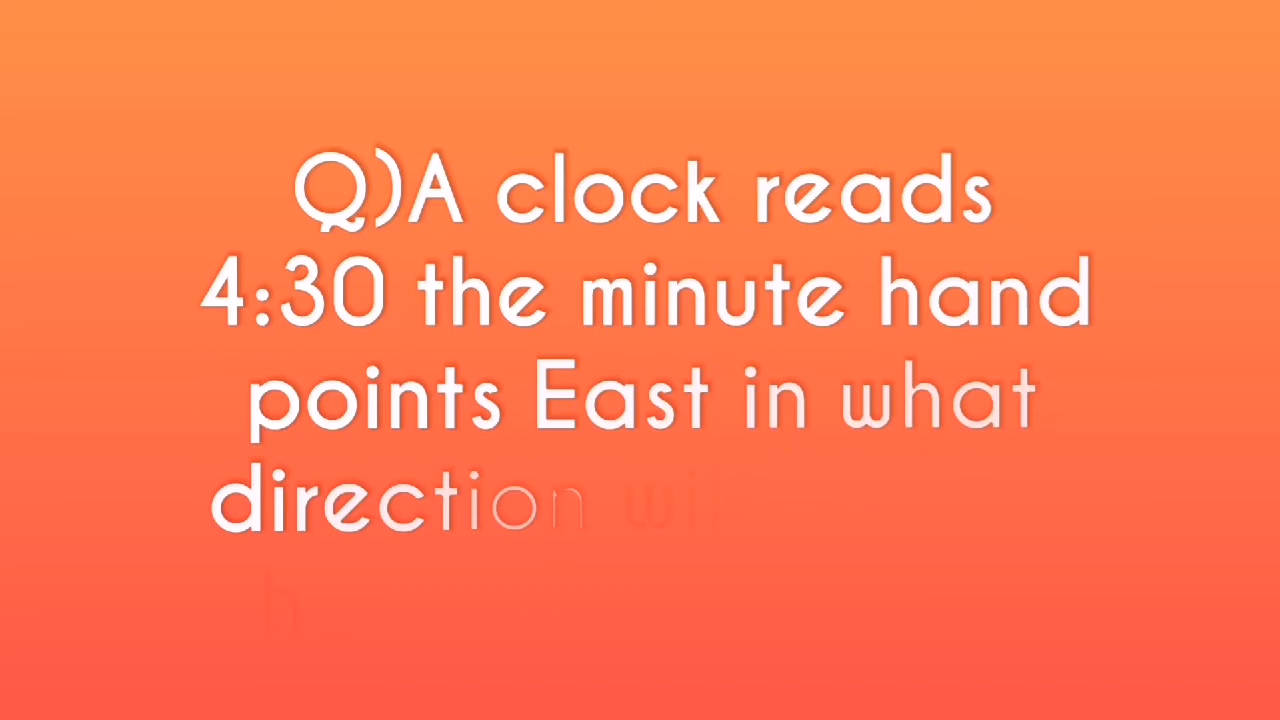 Q)A clock reads
4:30 the minute hand
points East in what
direction